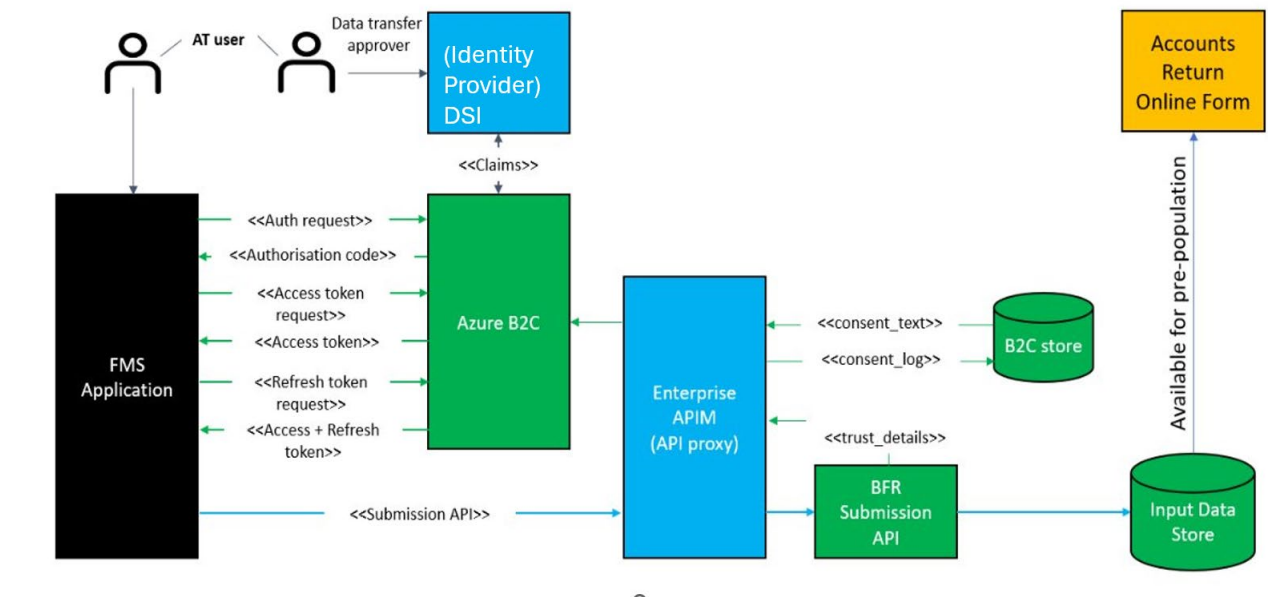 AT user
Data transfer
approver
(Identity
Provider)
DSI
Accounts
Return
Online Form
<<Claims>>
<<Auth request>>
<<Authorisation code>>
<<Access token
request>>
<<Access token>>
<<Refresh token
request>>
<<Access + Refresh
token>>
FMS
Application
Azure B2C
<<Submission API>>
Enterprise
APIM
(API proxy)
<<consent_text>>
<<consent_log>>
B2C store
<<trust_details>>
BFR
Submission
API
Available for pre-population
Input Data
Store